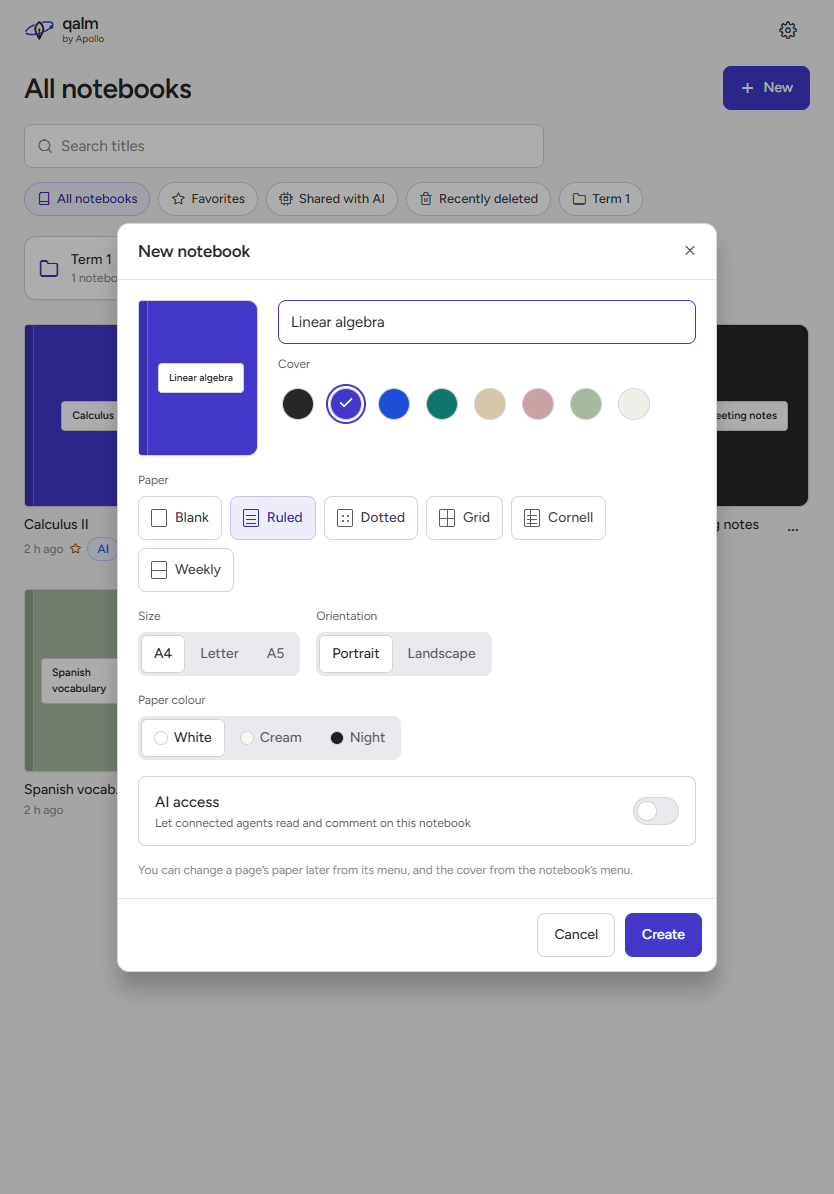 qalm
by Apollo
All notebooks
New
Search titles
All notebooks
Favorites
Shared with AI
Recently deleted
Term 1
Term 1
New notebook
Linear algebra
Linear algebra
Cover
Calculus
Calculus II
2 h ago
AI
notes
...
Paper
Blank
Ruled
Dotted
Grid
Cornell
Weekly
Size
Orientation
A4
Letter
A5
Portrait
Landscape
Spanish
vocabulary
Paper colour
White
Cream
Night
Spanish vocab.
2 h ago
AI access
Let connected agents read and comment on this notebook
You can change a page's paper later from its menu, and the cover from the notebook's menu.
Cancel
Create